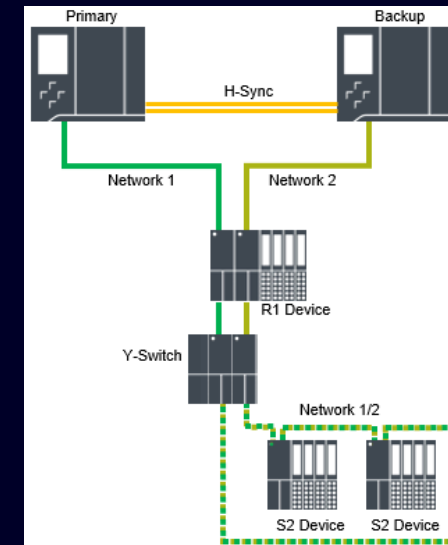 Primary
Backup
H-Sync
Network 1
Network 2
R1 Device
Y-Switch
Network 1/2
S2 Device
S2 Device